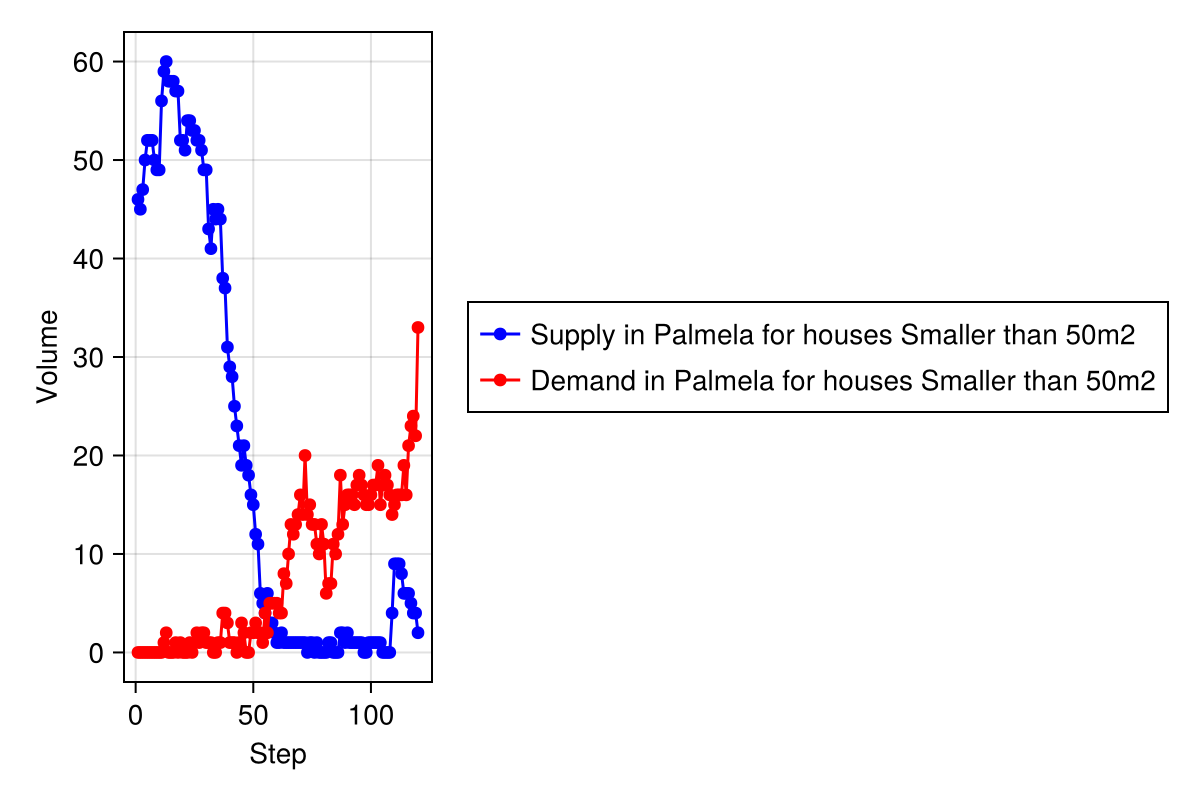 60
50
40
30
20
10
0
Volume
0 50 100
Step
Supply in Palmela for houses Smaller than 50m2
Demand in Palmela for houses Smaller than 50m2